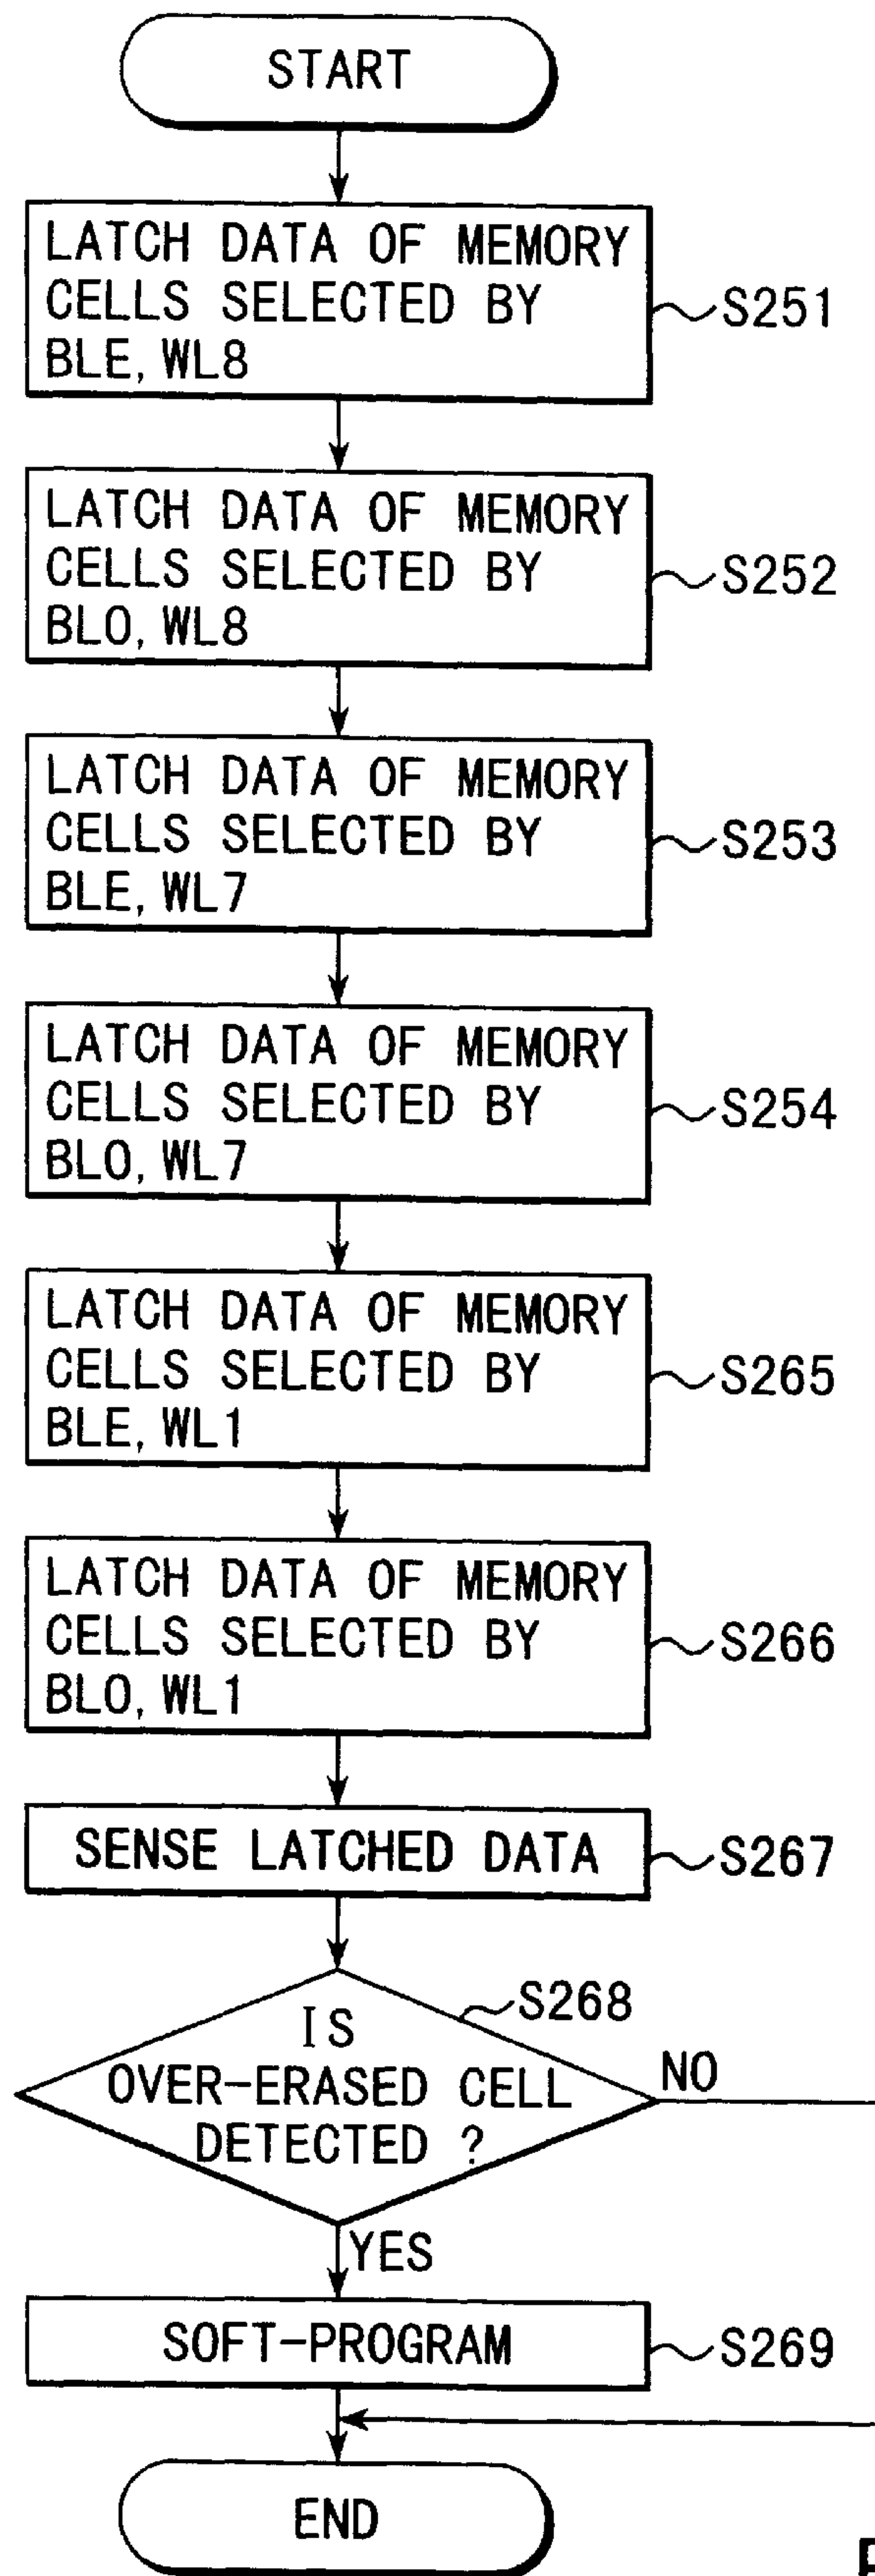 START
LATCH DATA OF MEMORY
CELLS SELECTED BY
BLE, WL8
S251
LATCH DATA OF MEMORY
CELLS SELECTED BY
BLO, WL8
S252
LATCH DATA OF MEMORY
CELLS SELECTED BY
BLE, WL7
S253
LATCH DATA OF MEMORY
CELLS SELECTED BY
BLO, WL7
S254
LATCH DATA OF MEMORY
CELLS SELECTED BY
BLE, WL1
S265
LATCH DATA OF MEMORY
CELLS SELECTED BY
BLO, WL1
S266
SENSE LATCHED DATA
S267
S268
IS
OVER-ERASED CELL
DETECTED ?
NO
YES
SOFT-PROGRAM
S269
END